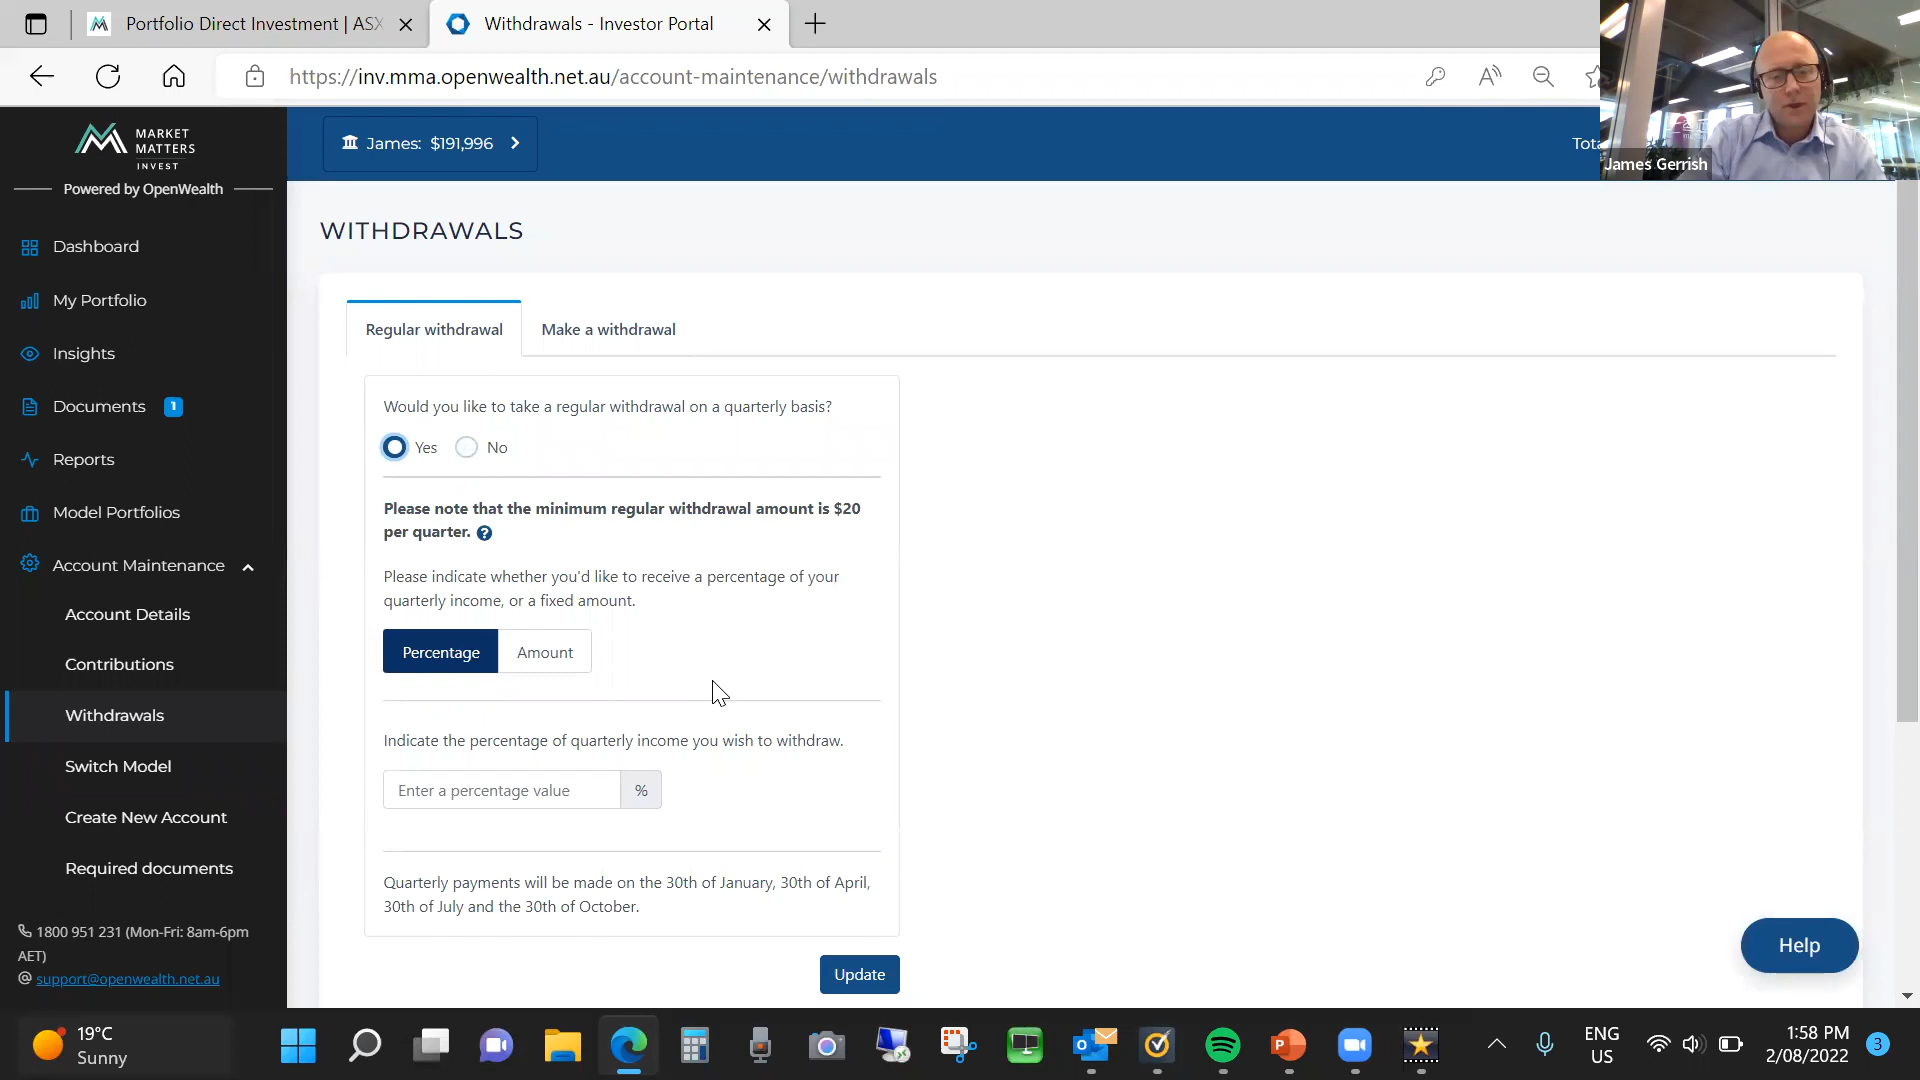 Portfolio Direct Investment | ASX
Withdrawals - Investor Portal
https://inv.mma.openwealth.net.au/account-maintenance/withdrawals
James Gerrish
MARKET
MATTERS
INVEST
Powered by OpenWealth
James: $191,996
Tota
Dashboard
My Portfolio
Insights
Documents 1
Reports
Model Portfolios
Account Maintenance
Account Details
Contributions
Withdrawals
Switch Model
Create New Account
Required documents
1800 951 231 (Mon-Fri: 8am-6pm
AET)
@ support@openwealth.net.au
WITHDRAWALS
Regular withdrawal
Make a withdrawal
Would you like to take a regular withdrawal on a quarterly basis?
Yes No
Please note that the minimum regular withdrawal amount is $20
per quarter. ?
Please indicate whether you'd like to receive a percentage of your
quarterly income, or a fixed amount.
Percentage Amount
Indicate the percentage of quarterly income you wish to withdraw.
Enter a percentage value %
Quarterly payments will be made on the 30th of January, 30th of April,
30th of July and the 30th of October.
Update
Help
19°C
Sunny
ENG
US
1:58 PM
2/08/2022
3